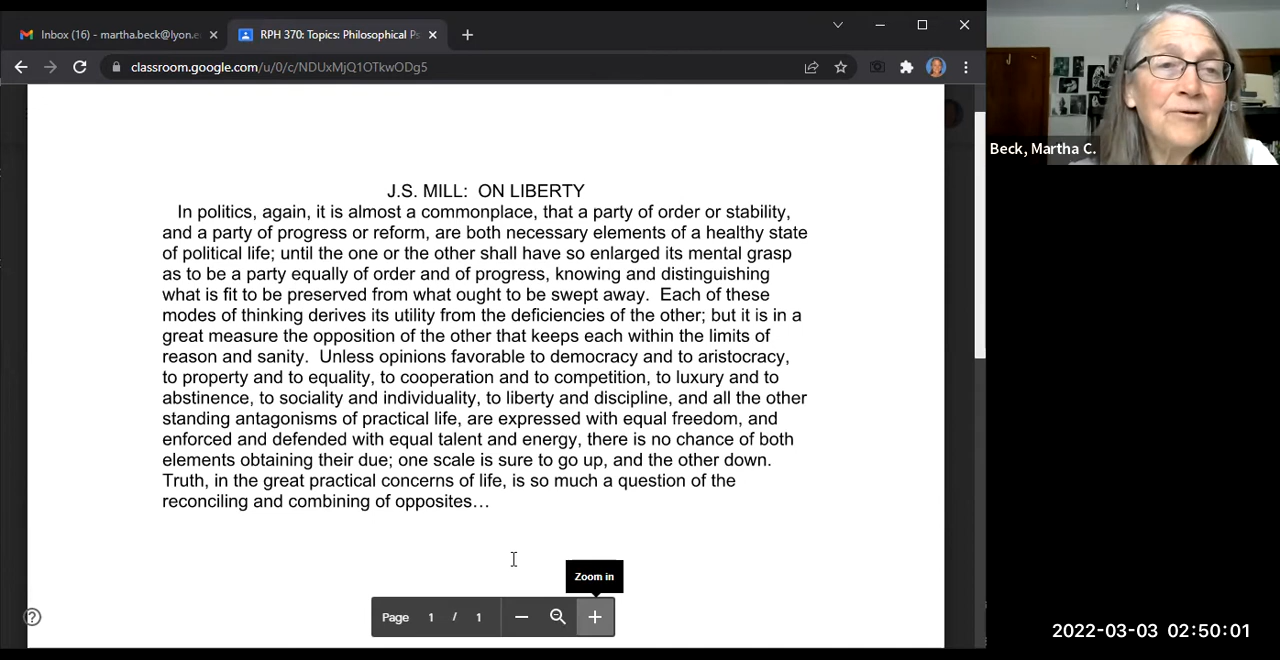 Inbox (16) - martha.beck@lyon.e
RPH 370: Topics: Philosophical Ps
classroom.google.com/u/0/c/NDUxMjQ1OTkwODg5
Beck, Martha C.
J.S. MILL:  ON LIBERTY
In politics, again, it is almost a commonplace, that a party of order or stability,
and a party of progress or reform, are both necessary elements of a healthy state
of political life; until the one or the other shall have so enlarged its mental grasp
as to be a party equally of order and of progress, knowing and distinguishing
what is fit to be preserved from what ought to be swept away.  Each of these
modes of thinking derives its utility from the deficiencies of the other; but it is in a
great measure the opposition of the other that keeps each within the limits of
reason and sanity.  Unless opinions favorable to democracy and to aristocracy,
to property and to equality, to cooperation and to competition, to luxury and to
abstinence, to sociality and individuality, to liberty and discipline, and all the other
standing antagonisms of practical life, are expressed with equal freedom, and
enforced and defended with equal talent and energy, there is no chance of both
elements obtaining their due; one scale is sure to go up, and the other down.
Truth, in the great practical concerns of life, is so much a question of the
reconciling and combining of opposites…
Zoom in
Page 1 / 1
2022-03-03 02:50:01